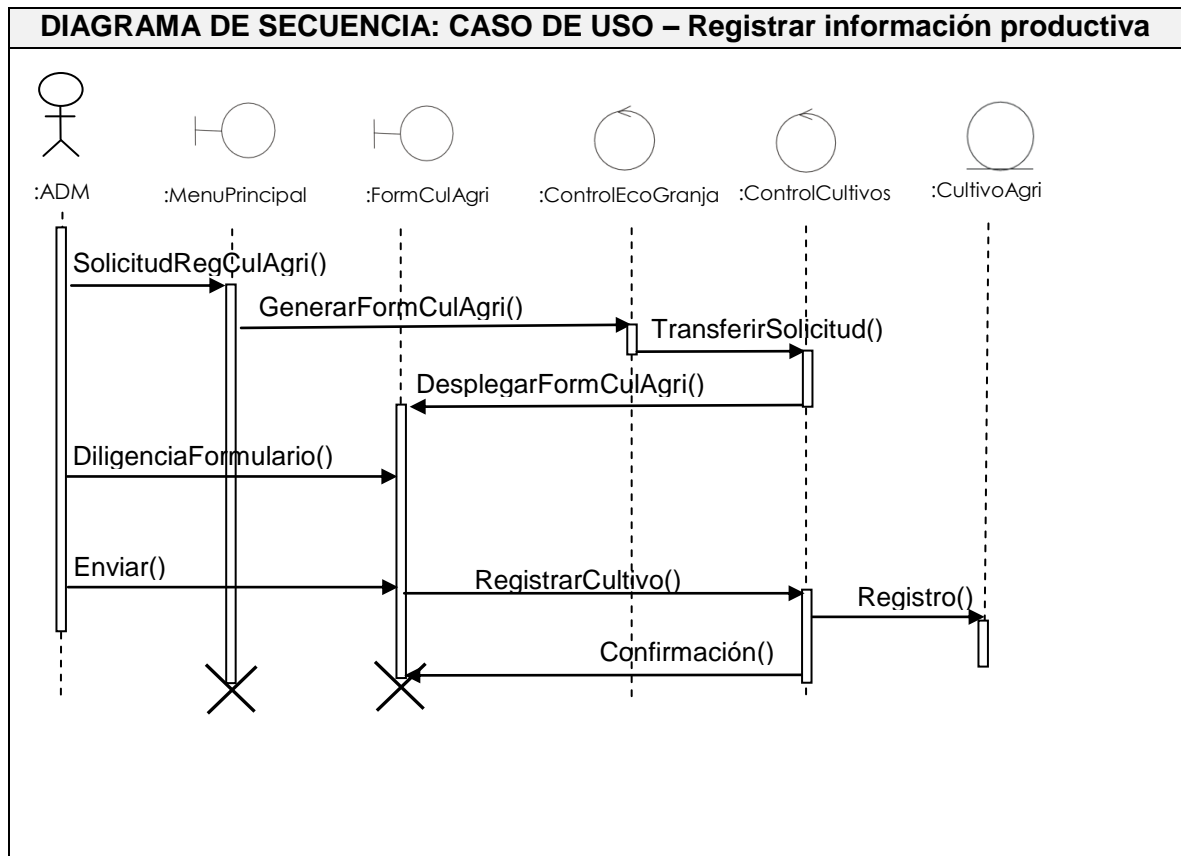 DIAGRAMA DE SECUENCIA: CASO DE USO – Registrar información productiva
:ADM
:MenuPrincipal
:FormCulAgri
:ControlEcoGranja
:ControlCultivos
:CultivoAgri
SolicitudRegCulAgri()
GenerarFormCulAgri()
TransferirSolicitud()
DesplegarFormCulAgri()
DiligenciaFormulario()
Enviar()
RegistrarCultivo()
Registro()
Confirmación()